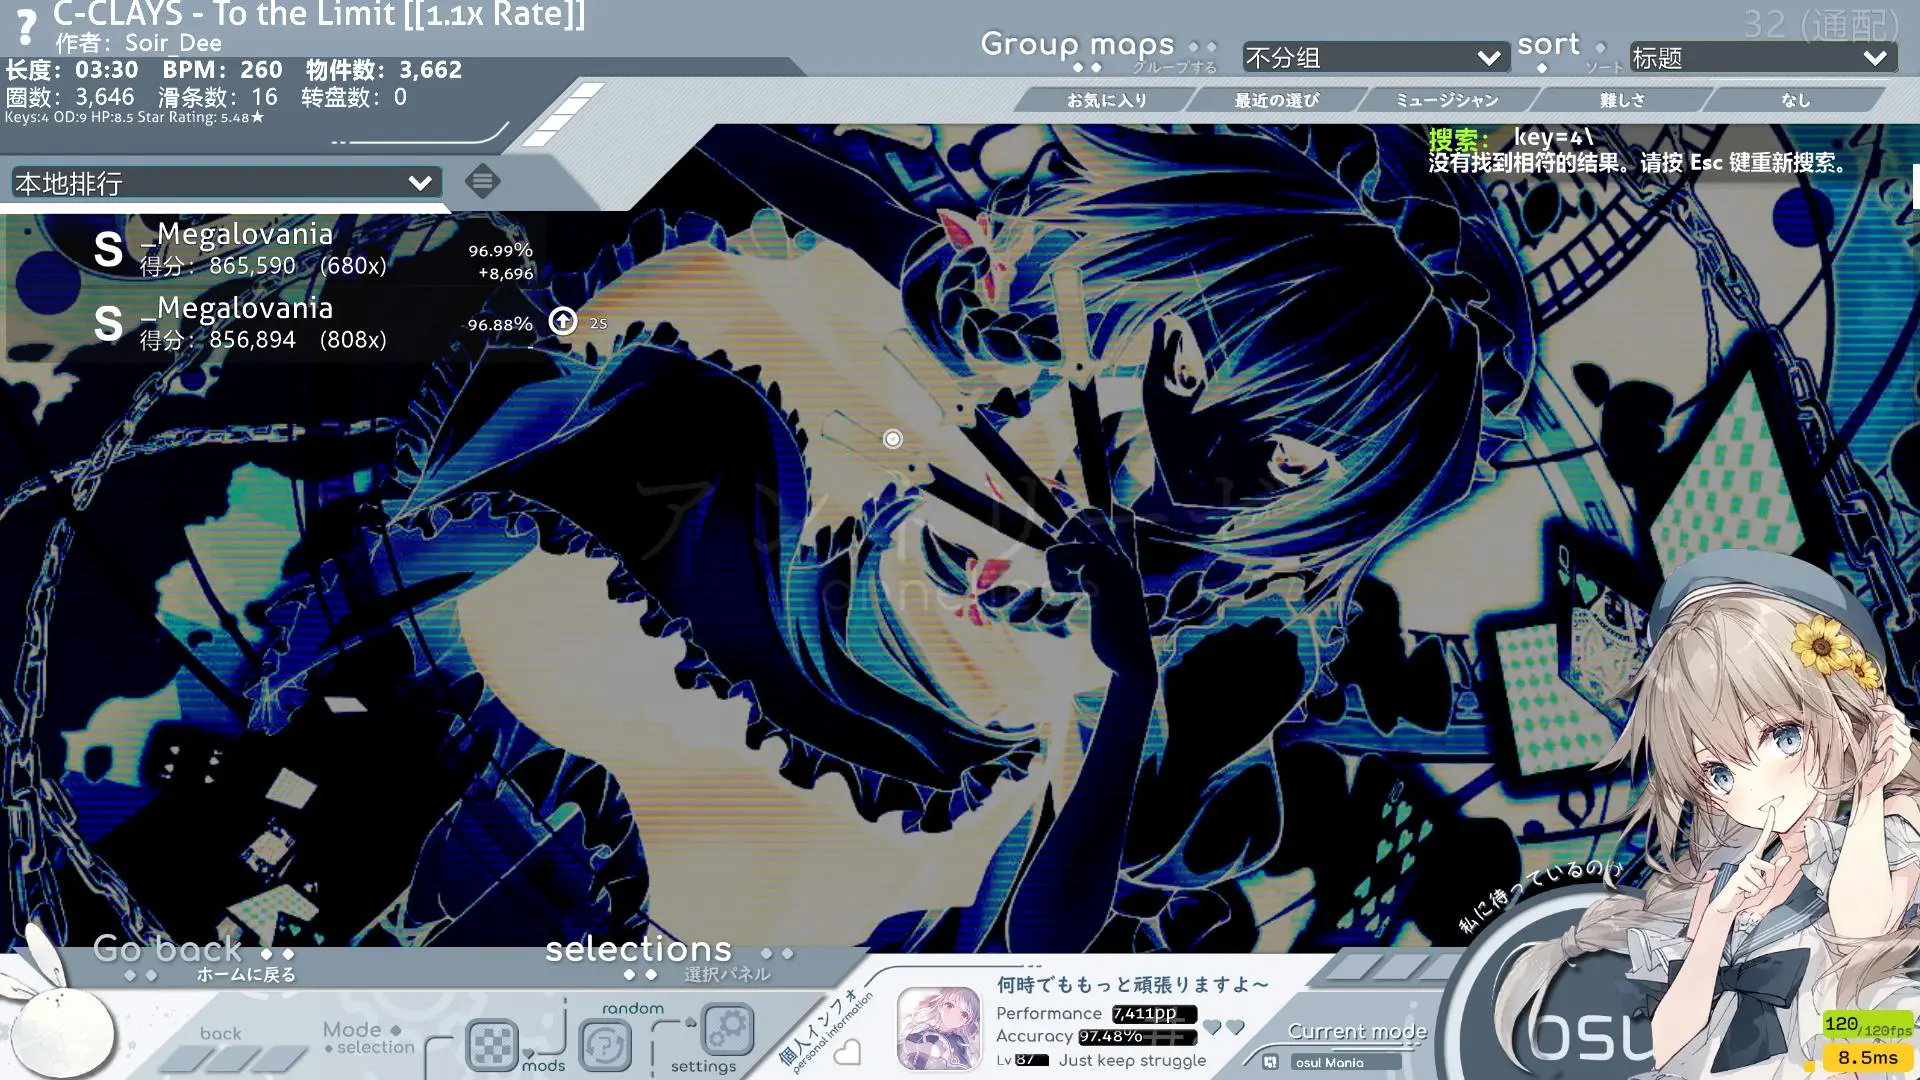 C-CLAYS - To the Limit [[1.1x Rate]]
作者: Soir_Dee
长度: 03:30 BPM: 260 物件数: 3,662
圈数: 3,646 滑条数: 16 转盘数: 0
Keys:4 OD:9 HP:8.5 Star Rating: 5.48★
32 (通配)
Group maps
グループする
不分组
sort
ソート
标题
お気に入り 最近の選び ミュージシャン 難しさ なし
搜索: key=4\
没有找到相符的结果。请按 Esc 键重新搜索。
本地排行
S _Megalovania
得分: 865,590 (680x)
96.99%
+8,696
S _Megalovania
得分: 856,894 (808x)
96.88%
-
2s
私に待っているの
Go back
ホームに戻る
selections
選択パネル
back
Mode
selection
mods
random
settings
個人インフォ
personal information
何時でももっと頑張りますよ～
Performance 7,411pp
Accuracy 97.48%
Lv 87 Just keep struggle
Current mode
osu! Mania
osu
120/120fps
8.5ms